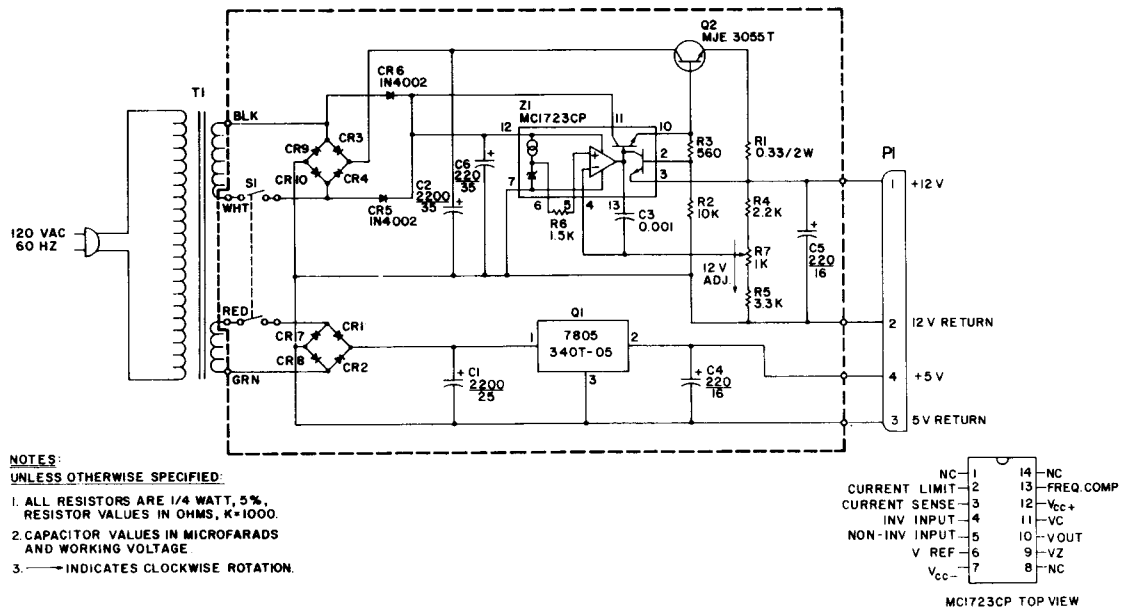 Q2
MJE 3055T
T1
BLK
CR6
1N4002
CR9
CR3
CR10
CR4
S1
WHT
CR5
1N4002
C2
2200
35
+
C6
220
35
+
Z1
MC1723CP
12
11
10
2
3
7
6
5
4
13
+
−
R6
1.5K
C3
0.001
R3
560
R2
10K
R1
0.33/2W
R4
2.2K
R7
1K
12 V
ADJ.
R5
3.3K
+
C5
220
16
P1
1 +12 V
2 12 V RETURN
4 +5 V
3 5 V RETURN
120 VAC
60 HZ
RED
CR7
CR1
CR8
CR2
GRN
+
C1
2200
25
Q1
1
7805
340T-05
2
3
+
C4
220
16
NOTES:
UNLESS OTHERWISE SPECIFIED:
1. ALL RESISTORS ARE 1/4 WATT, 5%,
RESISTOR VALUES IN OHMS, K=1000.
2. CAPACITOR VALUES IN MICROFARADS
AND WORKING VOLTAGE.
3. INDICATES CLOCKWISE ROTATION.
NC 1 14 NC
CURRENT LIMIT 2 13 FREQ. COMP
CURRENT SENSE 3 12 VCC+
INV INPUT 4 11 VC
NON-INV INPUT 5 10 VOUT
V REF 6 9 VZ
VCC− 7 8 NC
MC1723CP TOP VIEW